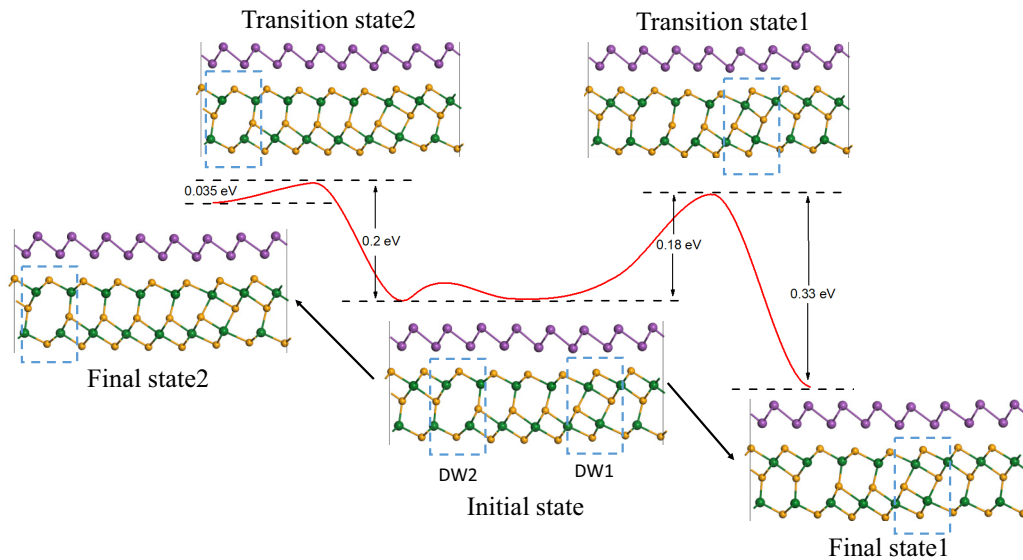 Transition state2
Transition state1
0.035 eV
0.2 eV
0.18 eV
0.33 eV
Final state2
DW2
DW1
Initial state
Final state1